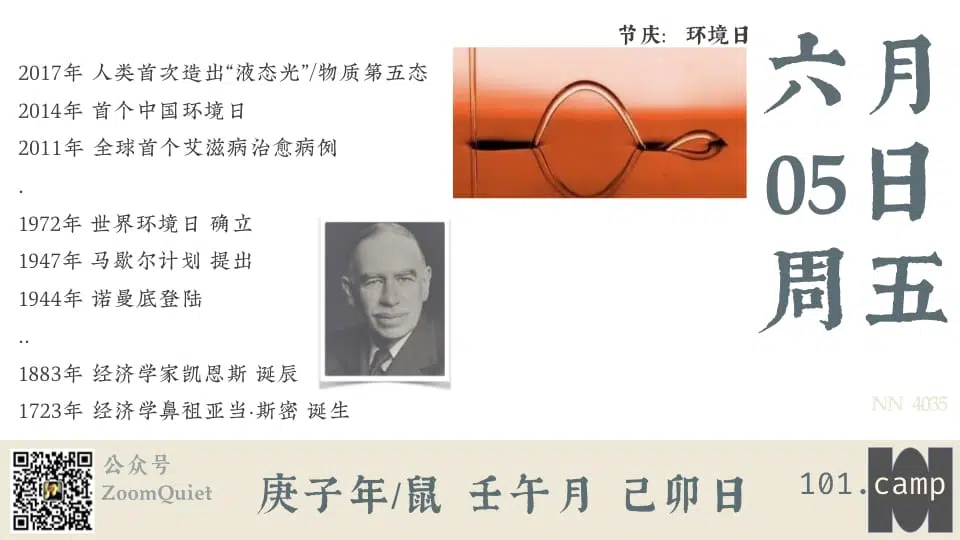 节庆: 环境日
六月
05日
周五
2017年 人类首次造出“液态光”/物质第五态
2014年 首个中国环境日
2011年 全球首个艾滋病治愈病例
.
1972年 世界环境日 确立
1947年 马歇尔计划 提出
1944年 诺曼底登陆
..
1883年 经济学家凯恩斯 诞辰
1723年 经济学鼻祖亚当·斯密 诞生
NN 4035
公众号
ZoomQuiet
庚子年/鼠 壬午月 己卯日
101.camp